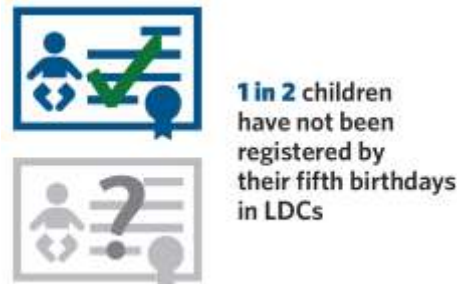 1 in 2 children
have not been
registered by
their fifth birthdays
in LDCs
?